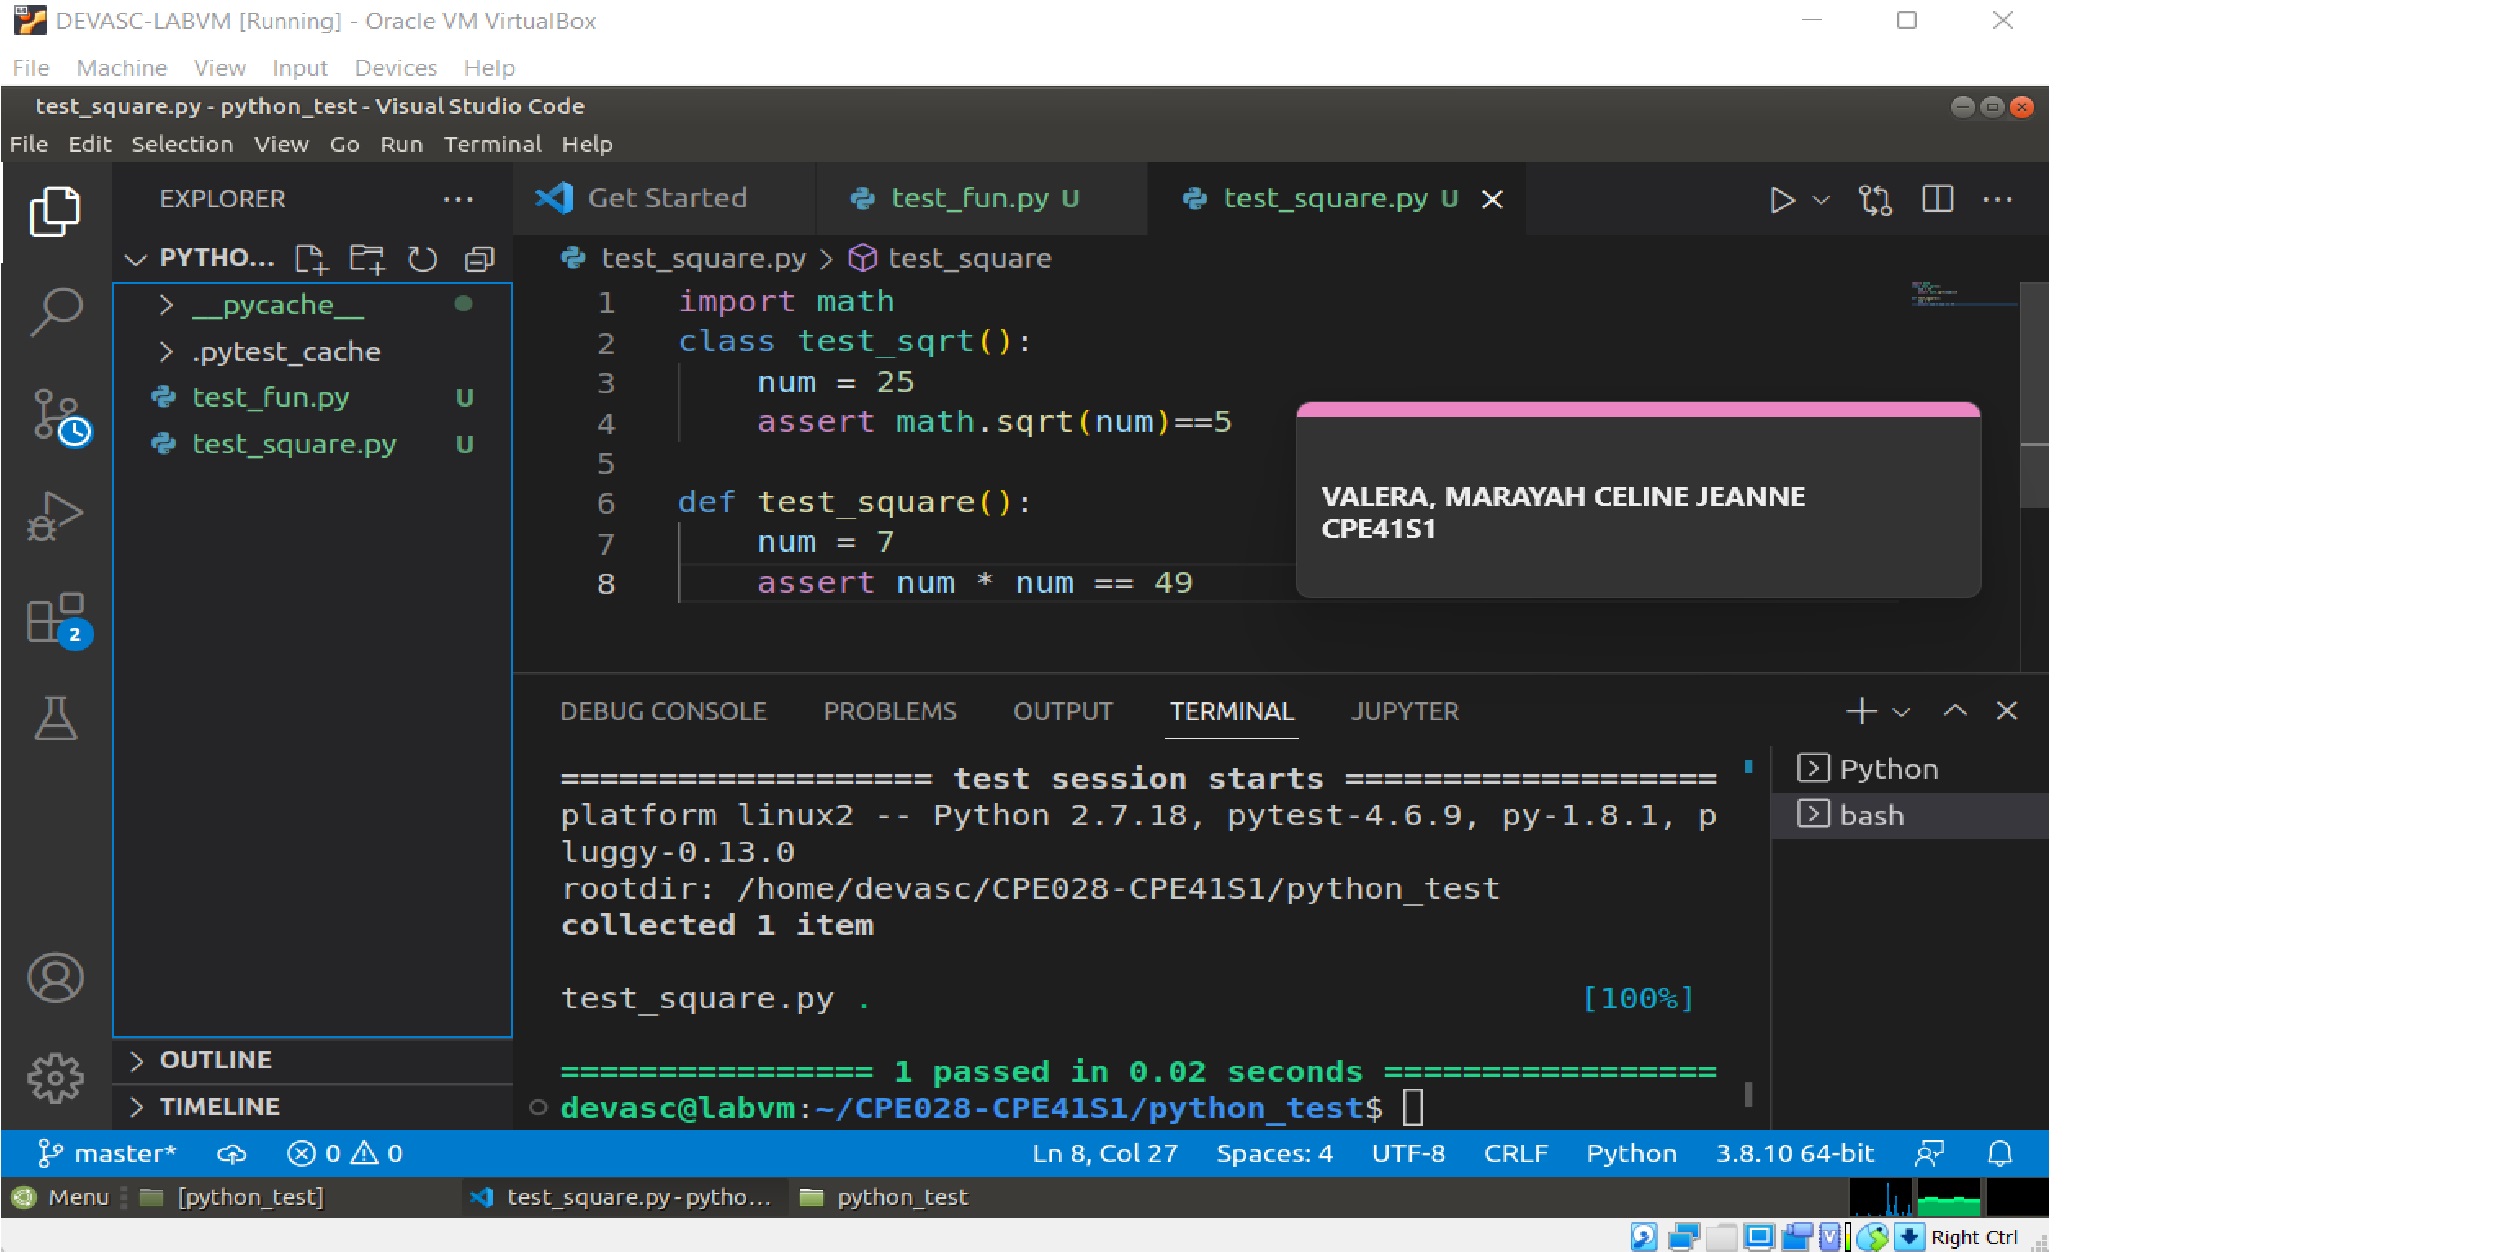 DEVASC-LABVM [Running] - Oracle VM VirtualBox
File Machine View Input Devices Help
test_square.py - python_test - Visual Studio Code
File Edit Selection View Go Run Terminal Help
EXPLORER
Get Started
test_fun.py U
test_square.py U
PYTHO...
test_square.py > test_square
__pycache__
.pytest_cache
test_fun.py U
test_square.py U
2
1 import math
2 class test_sqrt():
3 num = 25
4 assert math.sqrt(num)==5
5
6 def test_square():
7 num = 7
8 assert num * num == 49
VALERA, MARAYAH CELINE JEANNE
CPE41S1
DEBUG CONSOLE PROBLEMS OUTPUT TERMINAL JUPYTER
=================== test session starts ===================
platform linux2 -- Python 2.7.18, pytest-4.6.9, py-1.8.1, p
luggy-0.13.0
rootdir: /home/devasc/CPE028-CPE41S1/python_test
collected 1 item
test_square.py . [100%]
================ 1 passed in 0.02 seconds =================
devasc@labvm:~/CPE028-CPE41S1/python_test$
Python
bash
OUTLINE
TIMELINE
master* 0 0 Ln 8, Col 27 Spaces: 4 UTF-8 CRLF Python 3.8.10 64-bit
Menu [python_test] test_square.py - pytho... python_test
Right Ctrl